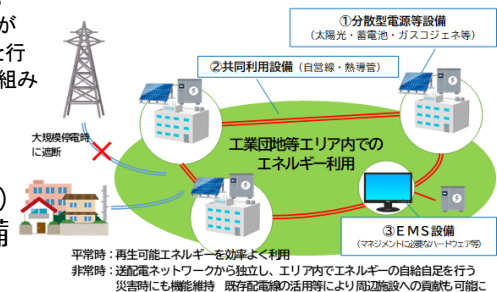 が
行
組み
①分散型電源等設備
（太陽光・蓄電池・ガスコジェネ等）
②共同利用設備（自営線・熱導管）
大規模停電時
に遮断
工業団地等エリア内での
エネルギー利用
）
備
③ＥＭＳ設備
（マネジメントに必要なハードウェア等）
平常時：再生可能エネルギーを効率よく利用
非常時：送配電ネットワークから独立し、エリア内でエネルギーの自給自足を行う
災害時にも機能維持　既存配電線の活用等により周辺施設への貢献も可能に